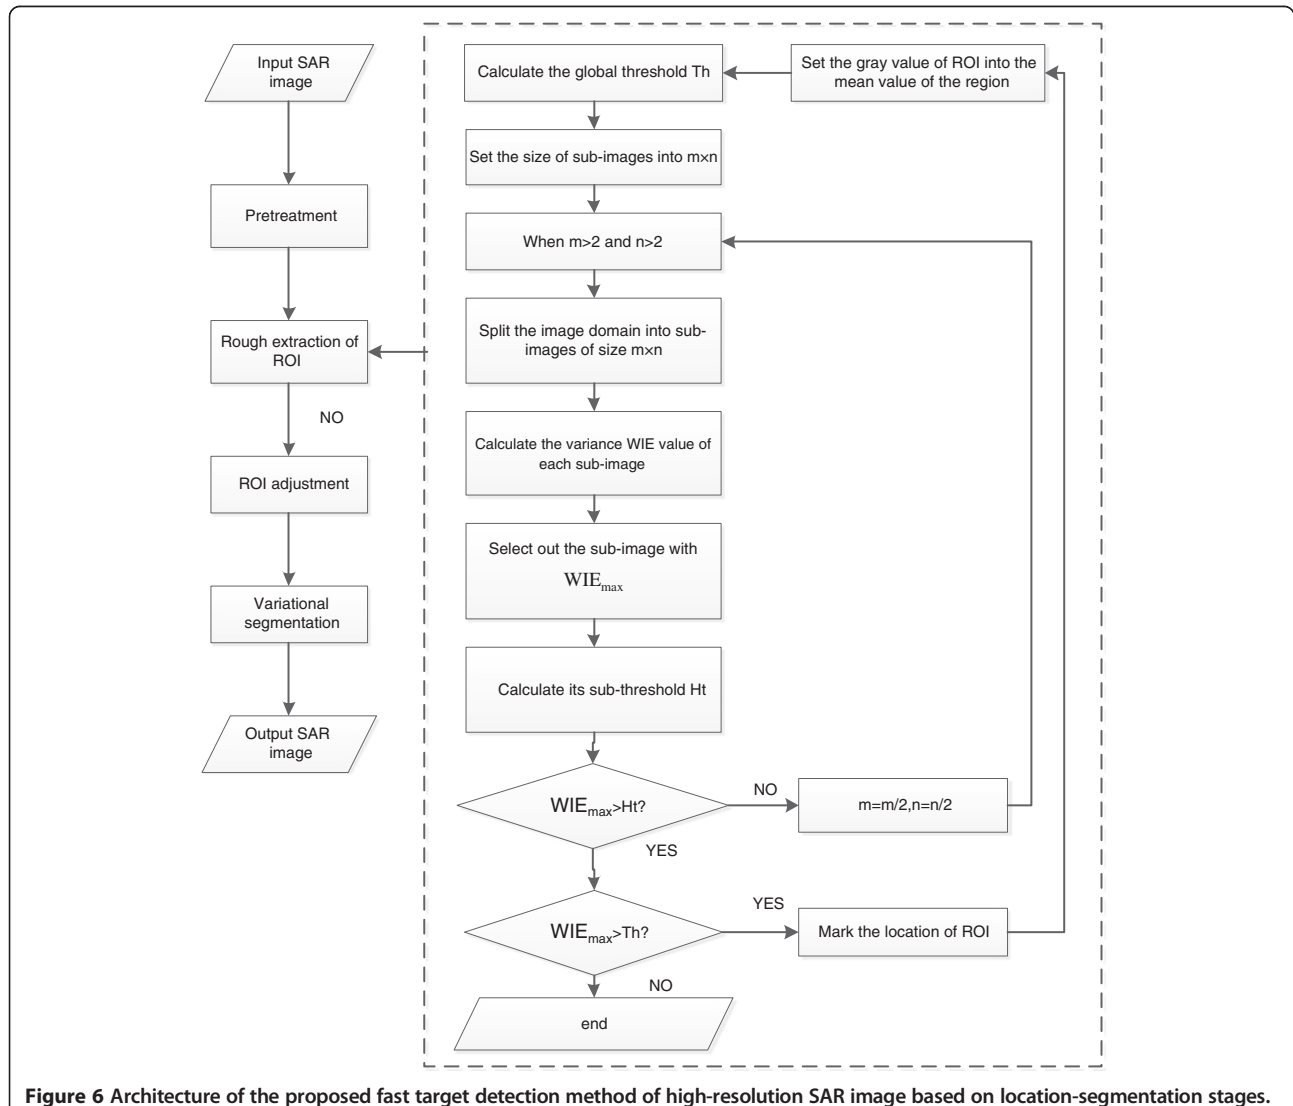 Input SAR
image
Pretreatment
Rough extraction of
ROI
NO
ROI adjustment
Variational
segmentation
Output SAR
image
Calculate the global threshold Th
Set the gray value of ROI into the
mean value of the region
Set the size of sub-images into m×n
When m>2 and n>2
Split the image domain into sub-
images of size m×n
Calculate the variance WIE value of
each sub-image
Select out the sub-image with
WIEmax
Calculate its sub-threshold Ht
WIEmax>Ht?
NO
m=m/2,n=n/2
YES
WIEmax>Th?
YES
Mark the location of ROI
NO
end
Figure 6 Architecture of the proposed fast target detection method of high-resolution SAR image based on location-segmentation stages.